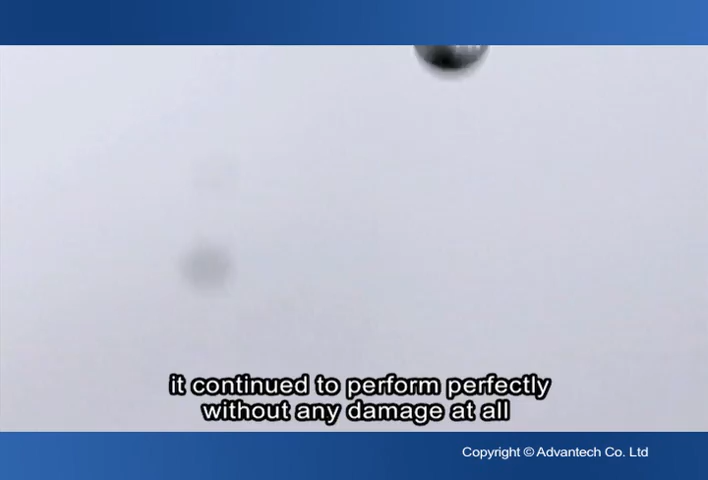 it continued to perform perfectly
without any damage at all
Copyright © Advantech Co. Ltd